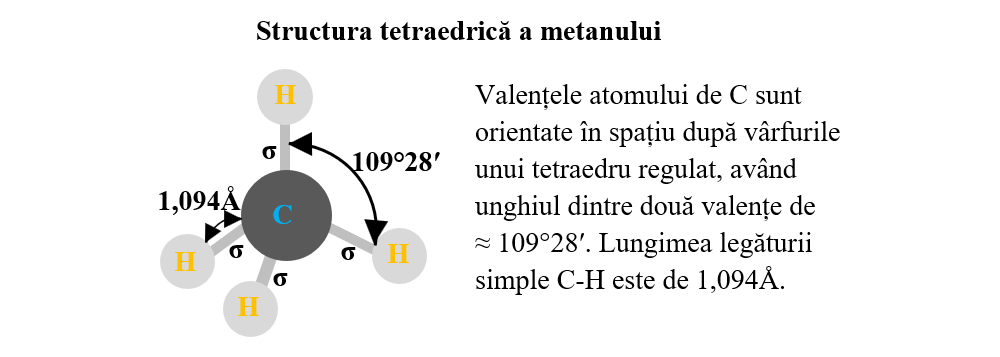 Structura tetraedrică a metanului
H
σ
109°28′
1,094Å
C
H
σ
σ
H
σ
H
Valențele atomului de C sunt
orientate în spațiu după vârfurile
unui tetraedru regulat, având
unghiul dintre două valențe de
≈ 109°28′. Lungimea legăturii
simple C-H este de 1,094Å.